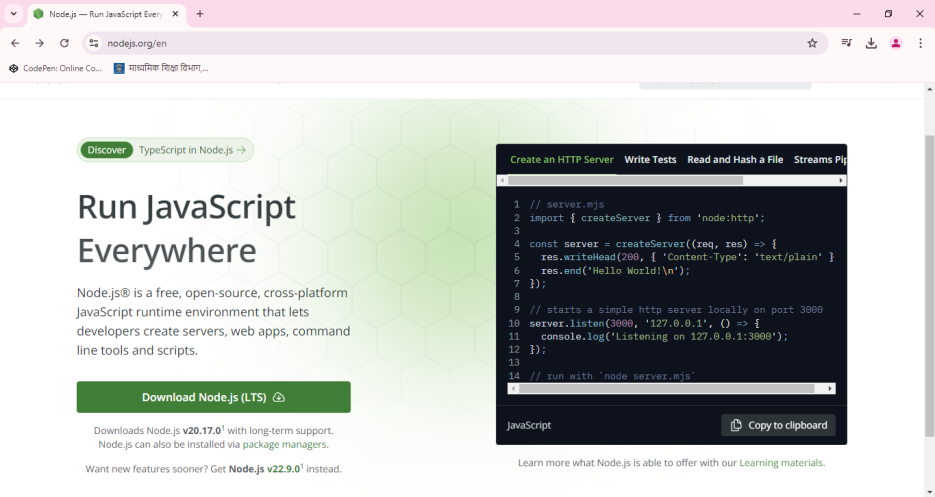 Node.js — Run JavaScript Every
nodejs.org/en
CodePen: Online Co...
माध्यमिक शिक्षा विभाग,...
Discover TypeScript in Node.js →
Run JavaScript
Everywhere
Node.js® is a free, open-source, cross-platform
JavaScript runtime environment that lets
developers create servers, web apps, command
line tools and scripts.
Download Node.js (LTS)
Downloads Node.js v20.17.0¹ with long-term support.
Node.js can also be installed via package managers.
Want new features sooner? Get Node.js v22.9.0¹ instead.
Create an HTTP Server Write Tests Read and Hash a File Streams Pip
1 // server.mjs
2 import { createServer } from 'node:http';
3
4 const server = createServer((req, res) => {
5 res.writeHead(200, { 'Content-Type': 'text/plain' }
6 res.end('Hello World!\n');
7 });
8
9 // starts a simple http server locally on port 3000
10 server.listen(3000, '127.0.0.1', () => {
11 console.log('Listening on 127.0.0.1:3000');
12 });
13
14 // run with `node server.mjs`
JavaScript
Copy to clipboard
Learn more what Node.js is able to offer with our Learning materials.